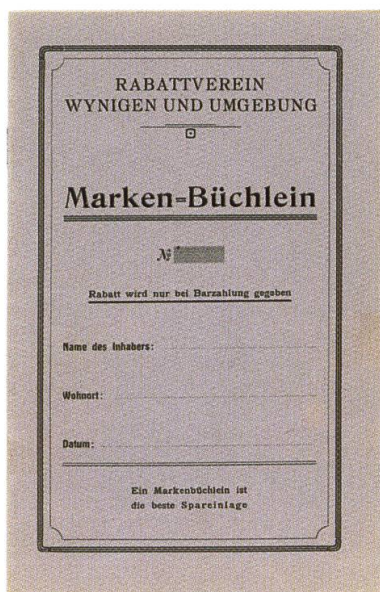 RABATTVEREIN
WYNIGEN UND UMGEBUNG
Marken=Büchlein
№
Rabatt wird nur bei Barzahlung gegeben
Name des Inhabers:
Wohnort:
Datum:
Ein Markenbüchlein ist
die beste Spareinlage